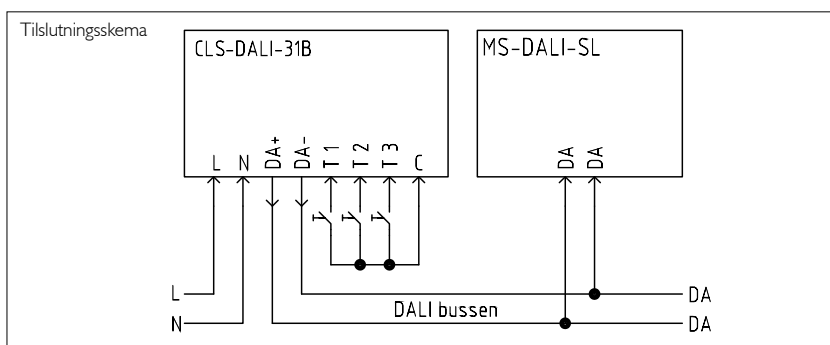 Tilslutningsskema
CLS-DALI-31B
MS-DALI-SL
L N DA+ DA- T1 T2 T3 C
DA DA
L
DA
DALI bussen
N
DA